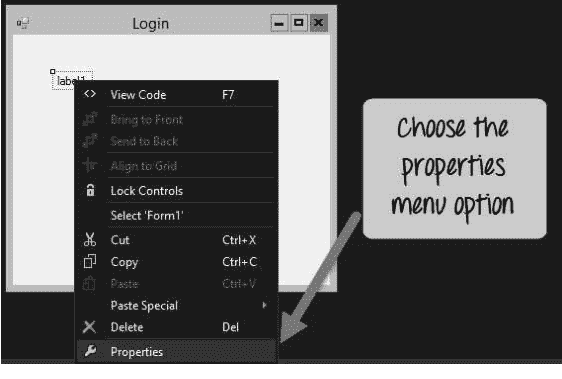 Login
label1
View Code F7
Bring to Front
Send to Back
Align to Grid
Lock Controls
Select 'Form1'
Cut Ctrl+X
Copy Ctrl+C
Paste Ctrl+V
Paste Special
Delete Del
Properties
Choose the
properties
menu option